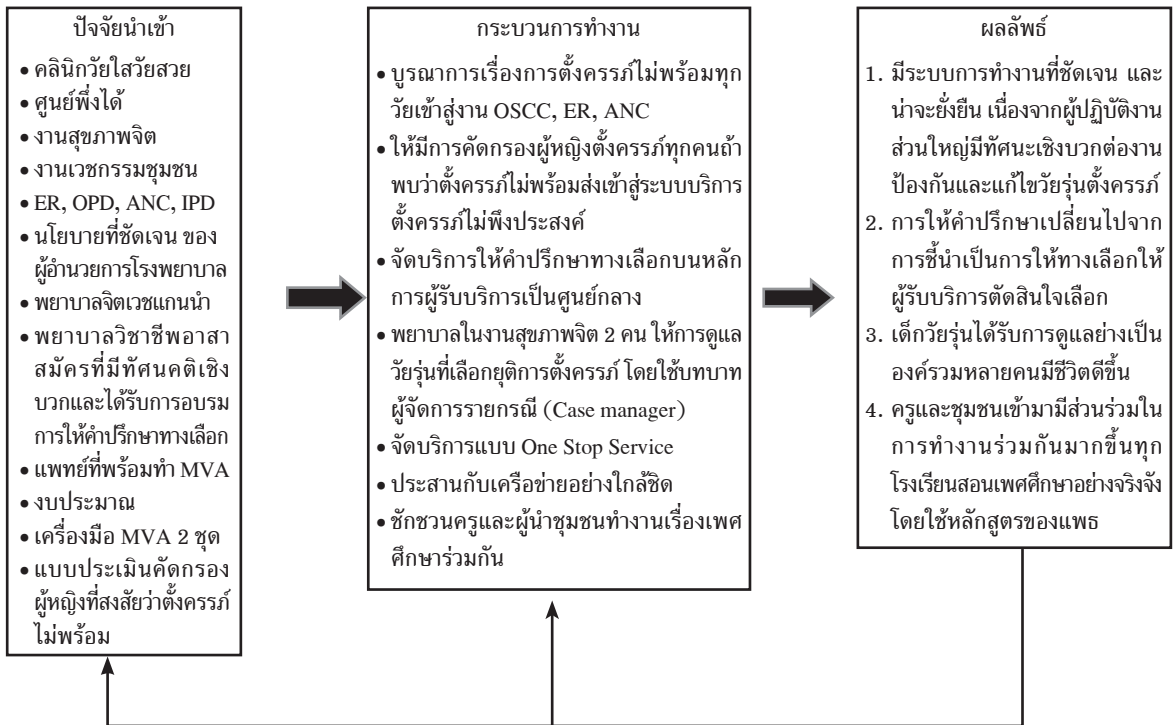 ปัจจัยนำเข้า
• คลินิกวัยใสวัยสวย
• ศูนย์พึ่งได้
• งานสุขภาพจิต
• งานเวชกรรมชุมชน
• ER, OPD, ANC, IPD
• นโยบายที่ชัดเจน ของ
ผู้อำนวยการโรงพยาบาล
• พยาบาลจิตเวชแกนนำ
• พยาบาลวิชาชีพอาสา
สมัครที่มีทัศนคติเชิง
บวกและได้รับการอบรม
การให้คำปรึกษาทางเลือก
• แพทย์ที่พร้อมทำ MVA
• งบประมาณ
• เครื่องมือ MVA 2 ชุด
• แบบประเมินคัดกรอง
ผู้หญิงที่สงสัยว่าตั้งครรภ์
ไม่พร้อม
กระบวนการทำงาน
• บูรณาการเรื่องการตั้งครรภ์ไม่พร้อมทุก
วัยเข้าสู่งาน OSCC, ER, ANC
• ให้มีการคัดกรองผู้หญิงตั้งครรภ์ทุกคนถ้า
พบว่าตั้งครรภ์ไม่พร้อมส่งเข้าสู่ระบบบริการ
ตั้งครรภ์ไม่พึงประสงค์
• จัดบริการให้คำปรึกษาทางเลือกบนหลัก
การผู้รับบริการเป็นศูนย์กลาง
• พยาบาลในงานสุขภาพจิต 2 คน ให้การดูแล
วัยรุ่นที่เลือกยุติการตั้งครรภ์ โดยใช้บทบาท
ผู้จัดการรายกรณี (Case manager)
• จัดบริการแบบ One Stop Service
• ประสานกับเครือข่ายอย่างใกล้ชิด
• ชักชวนครูและผู้นำชุมชนทำงานเรื่องเพศ
ศึกษาร่วมกัน
ผลลัพธ์
1. มีระบบการทำงานที่ชัดเจน และ
น่าจะยั่งยืน เนื่องจากผู้ปฏิบัติงาน
ส่วนใหญ่มีทัศนะเชิงบวกต่องาน
ป้องกันและแก้ไขวัยรุ่นตั้งครรภ์
2. การให้คำปรึกษาเปลี่ยนไปจาก
การชี้นำเป็นการให้ทางเลือกให้
ผู้รับบริการตัดสินใจเลือก
3. เด็กวัยรุ่นได้รับการดูแลย่างเป็น
องค์รวมหลายคนมีชีวิตดีขึ้น
4. ครูและชุมชนเข้ามามีส่วนร่วมใน
การทำงานร่วมกันมากขึ้นทุก
โรงเรียนสอนเพศศึกษาอย่างจริงจัง
โดยใช้หลักสูตรของแพธ